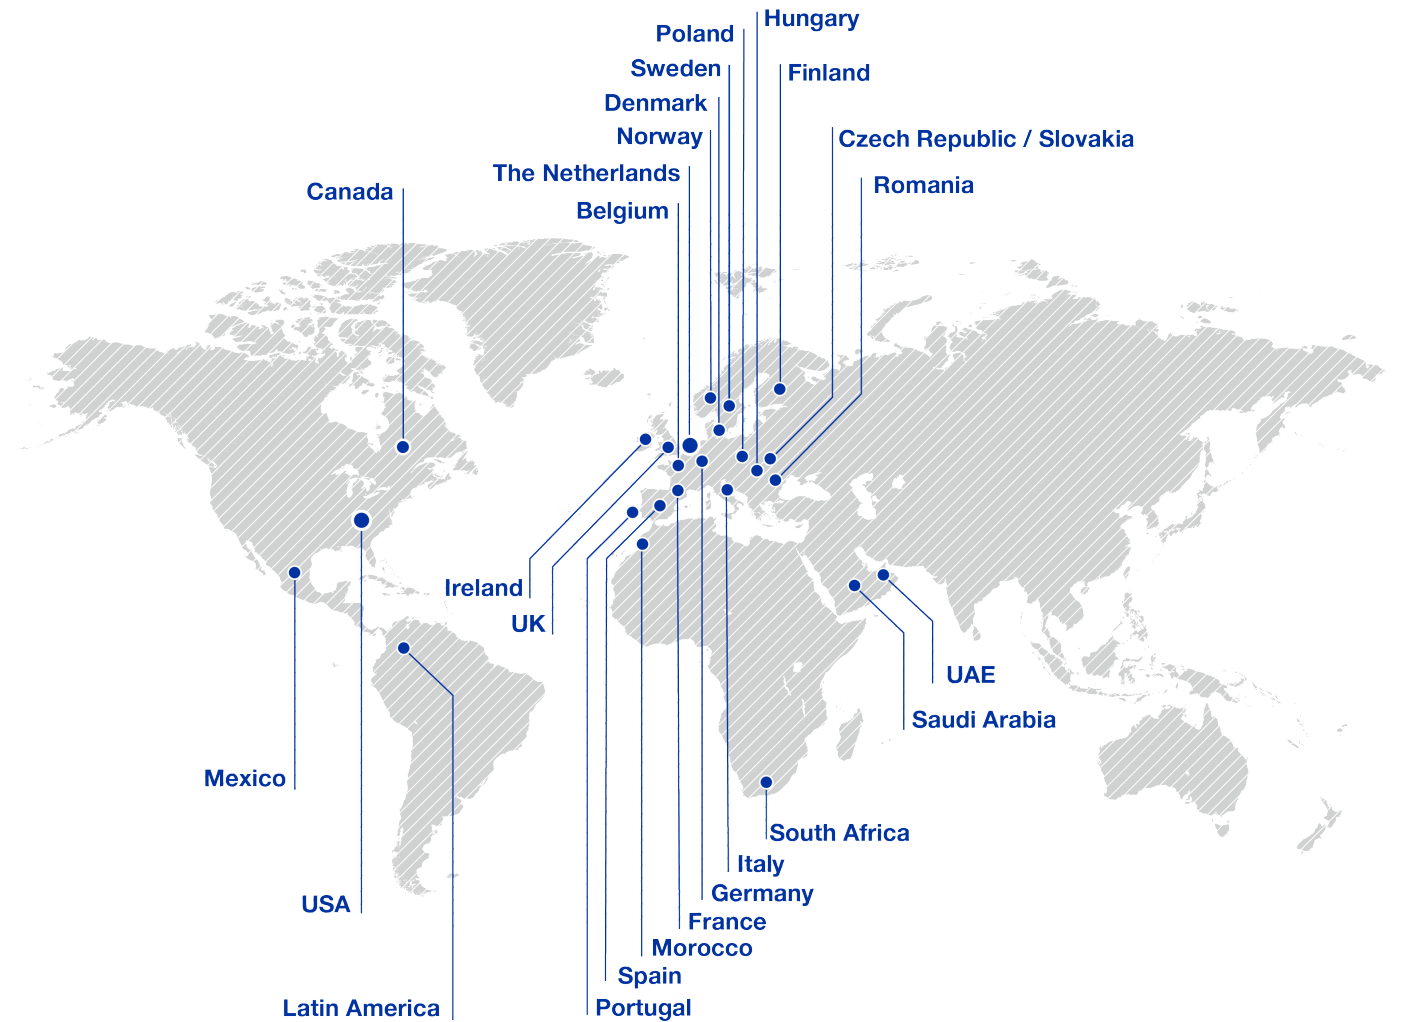 Hungary
Poland
Sweden
Finland
Denmark
Norway
Czech Republic / Slovakia
The Netherlands
Romania
Canada
Belgium
Ireland
UK
UAE
Saudi Arabia
Mexico
South Africa
Italy
Germany
USA
France
Morocco
Spain
Latin America
Portugal